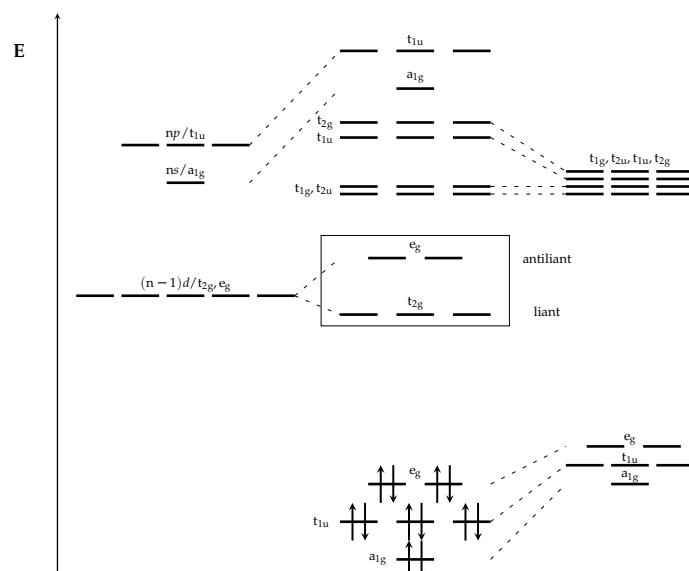 E
t1u
a1g
np/t1u
t2g
t1u
t1g, t2u, t1u, t2g
ns/a1g
t1g, t2u
eg
antiliant
(n − 1)d/t2g, eg
t2g
liant
eg
t1u
a1g
eg
t1u
a1g